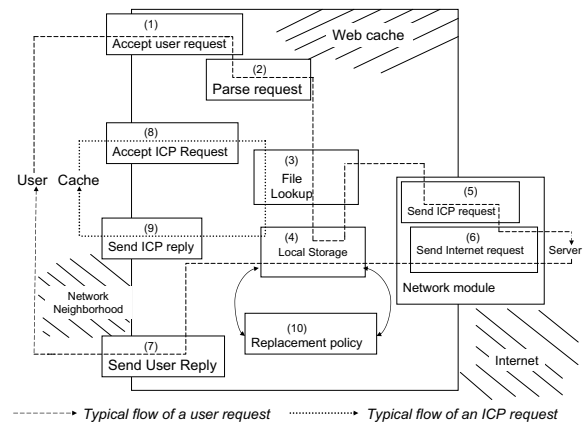 (1)
Accept user request
Web cache
(2)
Parse request
(8)
Accept ICP Request
(3)
File
Lookup
User
Cache
(5)
Send ICP request
(9)
Send ICP reply
(4)
Local Storage
(6)
Send Internet request
Server
Network module
Network
Neighborhood
(10)
Replacement policy
(7)
Send User Reply
Internet
Typical flow of a user request
Typical flow of an ICP request